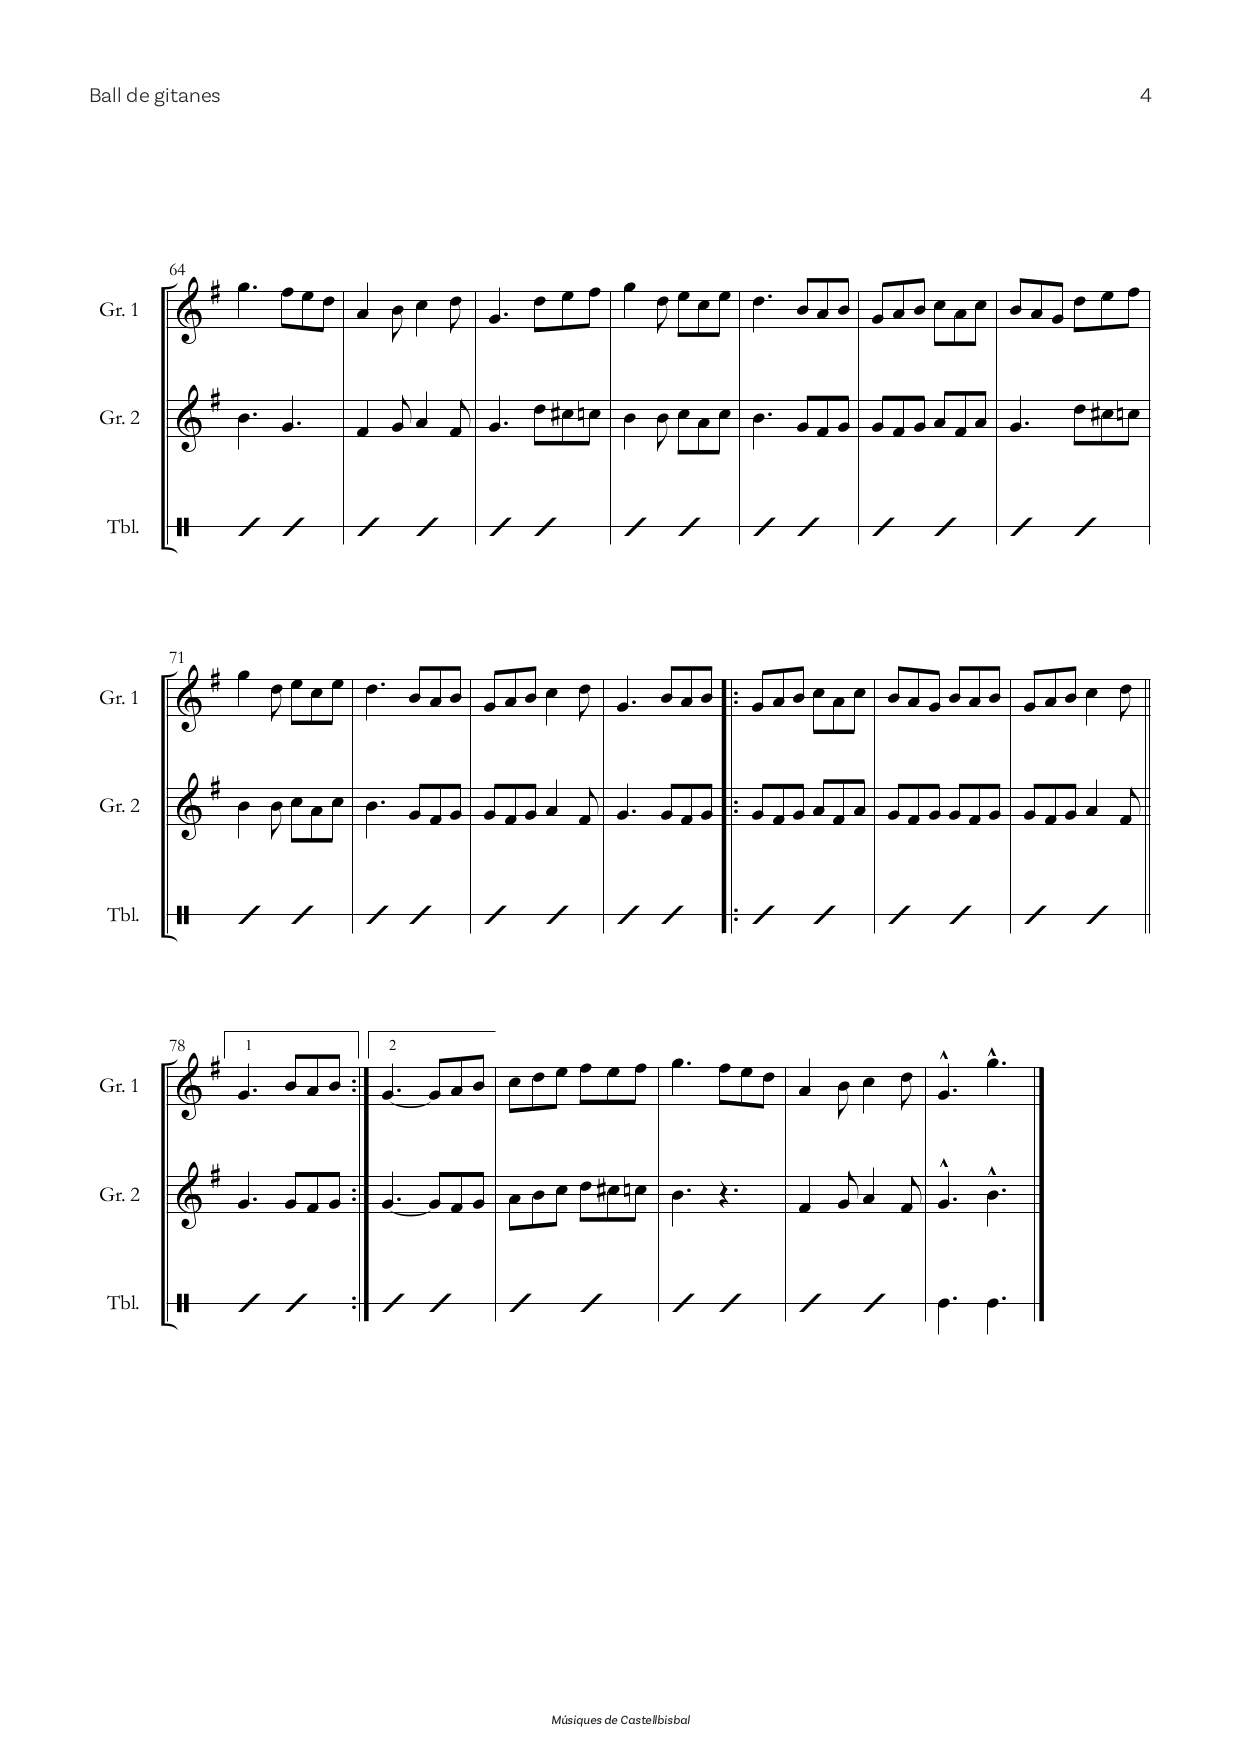 Ball de gitanes 4
64
Gr. 1
Gr. 2
Tbl.
71
Gr. 1
Gr. 2
Tbl.
78 1 2
Gr. 1
Gr. 2
Tbl.
Músiques de Castellbisbal